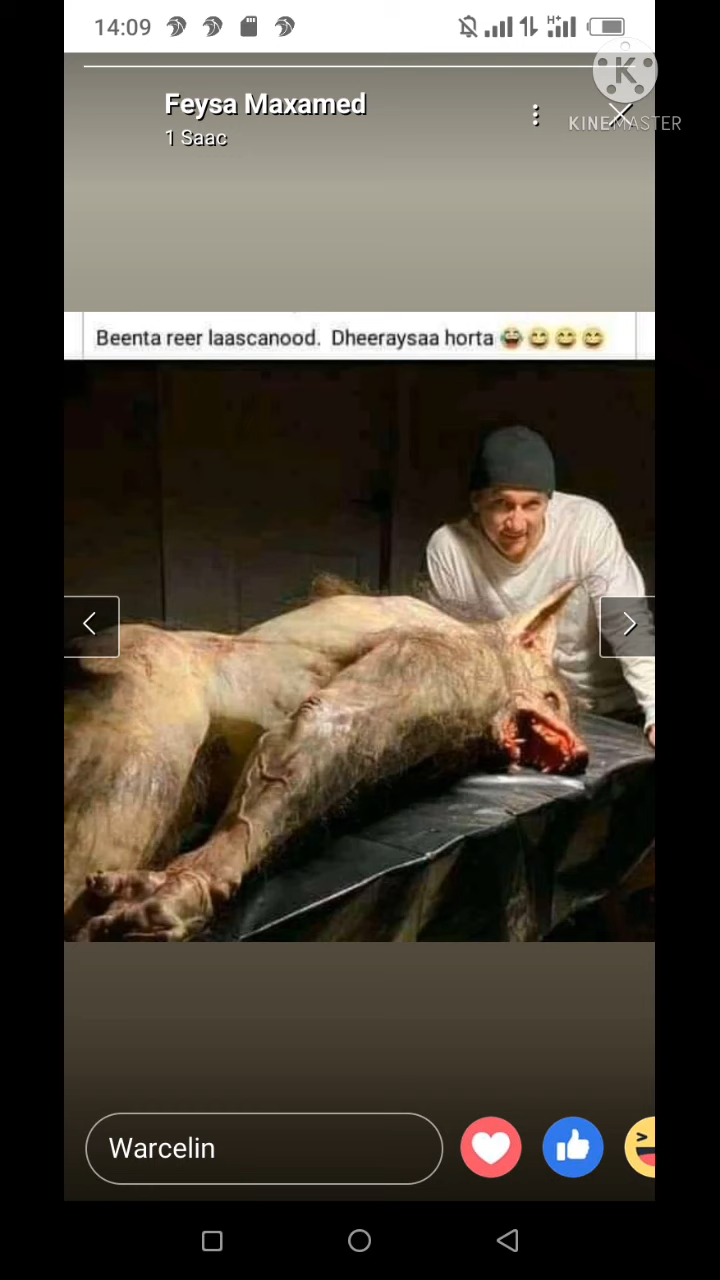 14:09
H+
K
KINEMASTER
Feysa Maxamed
1 Saac
Beenta reer laascanood. Dheeraysaa horta 😂😄😄😄
Warcelin